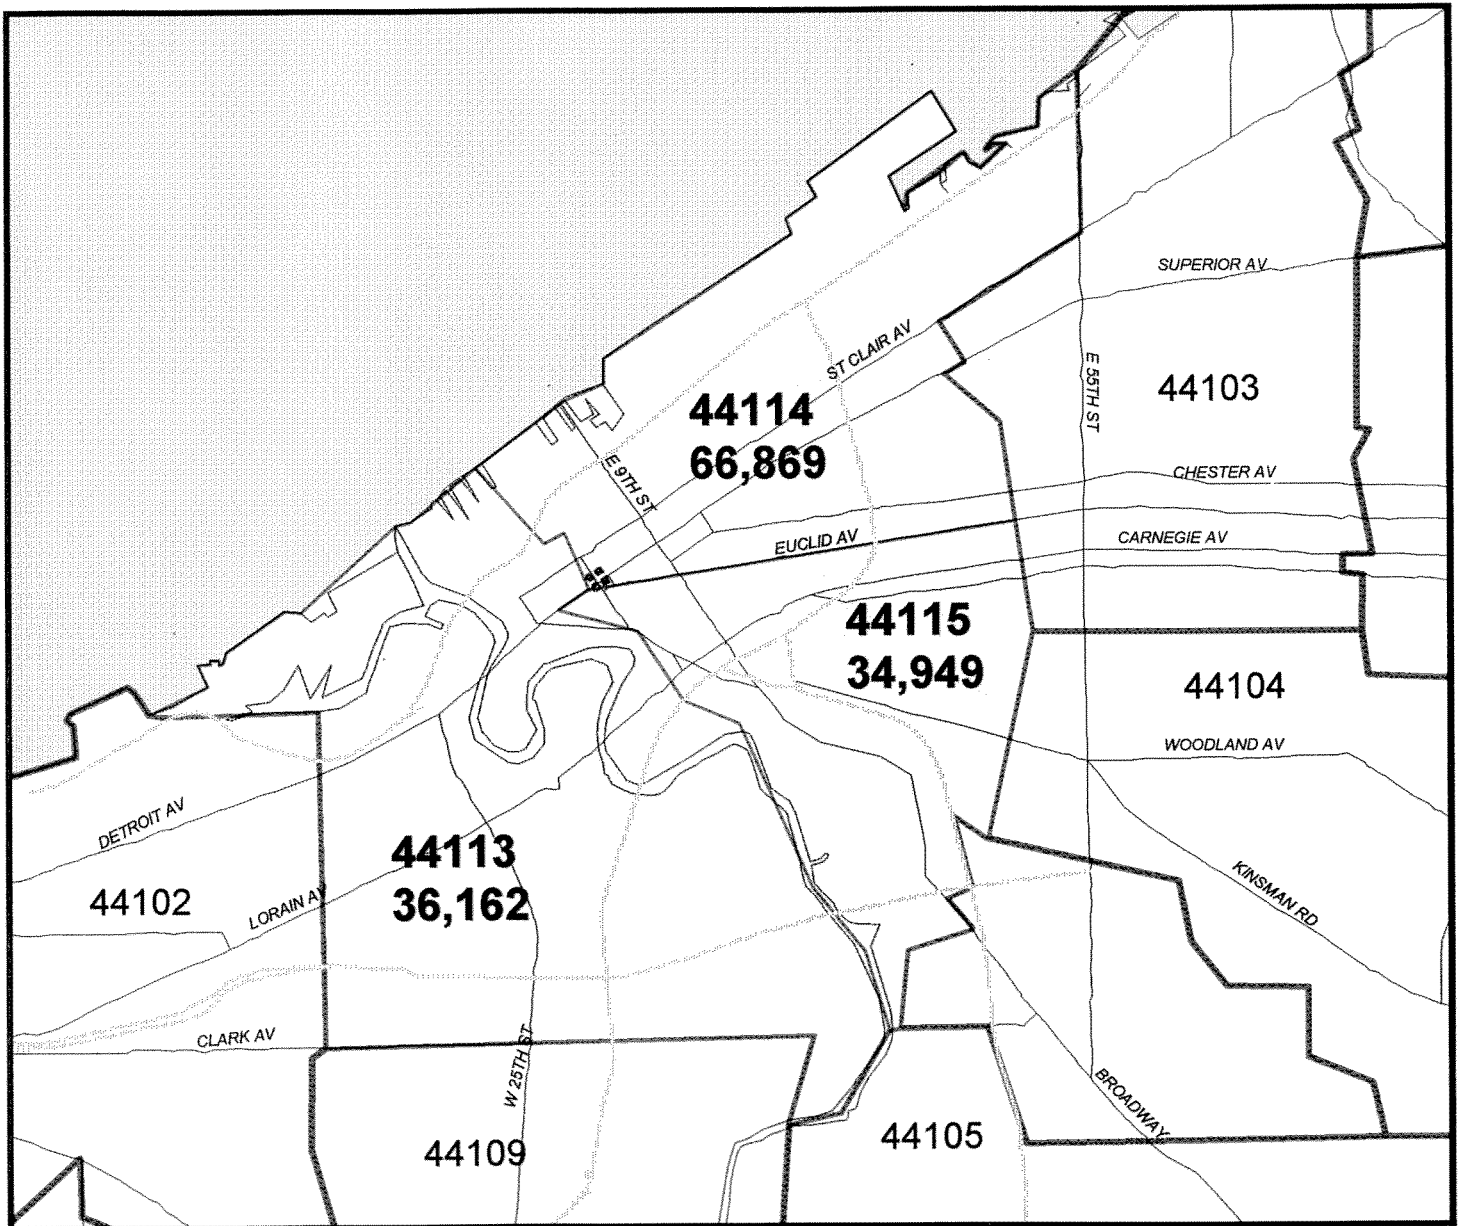 SUPERIOR AV
ST CLAIR AV
E 55TH ST
44103
44114
66,869
E 9TH ST
CHESTER AV
EUCLID AV
CARNEGIE AV
44115
34,949
44104
WOODLAND AV
DETROIT AV
44113
36,162
44102
LORAIN AV
KINSMAN RD
CLARK AV
W 25TH ST
BROADWAY
44105
44109